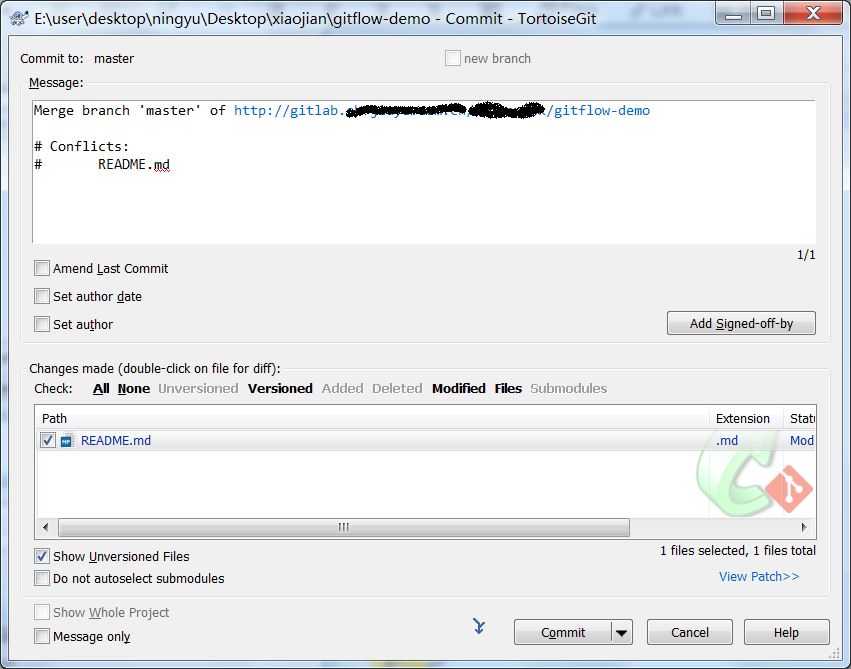 E:\user\desktop\ningyu\Desktop\xiaojian\gitflow-demo - Commit - TortoiseGit
Commit to: master
new branch
Message:
Merge branch 'master' of http://gitlab. /gitflow-demo
# Conflicts:
# README.md
1/1
Amend Last Commit
Set author date
Set author
Add Signed-off-by
Changes made (double-click on file for diff):
Check: All None Unversioned Versioned Added Deleted Modified Files Submodules
Path Extension Statu
README.md .md Mod
Show Unversioned Files
1 files selected, 1 files total
Do not autoselect submodules
View Patch>>
Show Whole Project
Message only
Commit
Cancel
Help